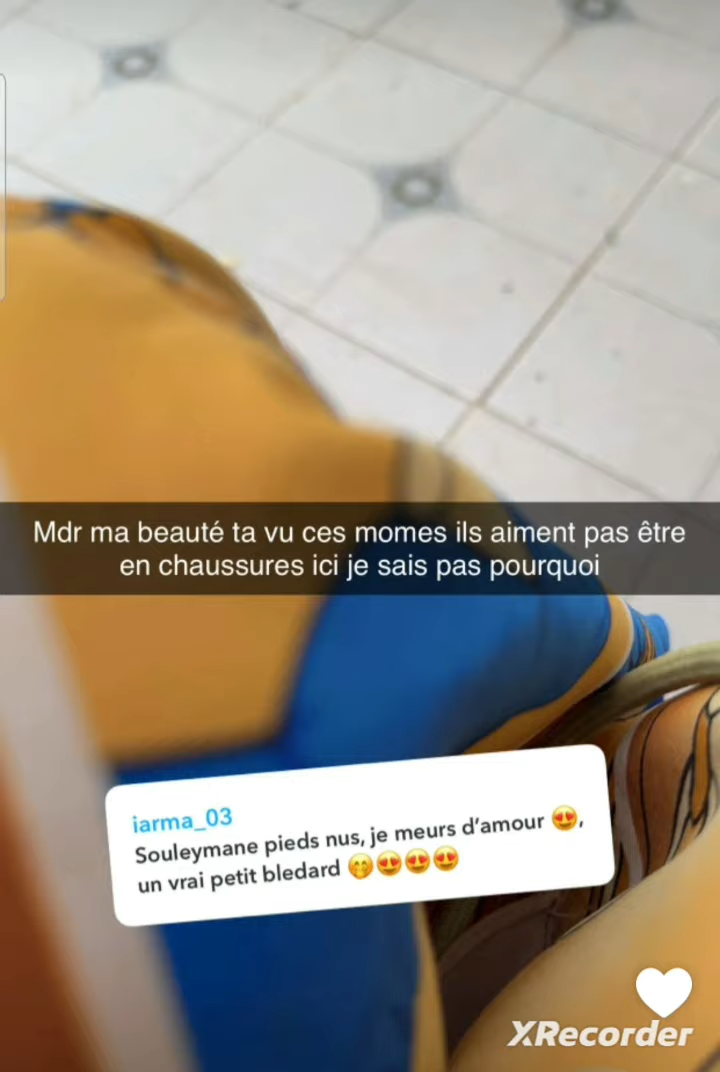 Mdr ma beauté ta vu ces momes ils aiment pas être
en chaussures ici je sais pas pourquoi
iarma_03
Souleymane pieds nus, je meurs d'amour 😍,
un vrai petit bledard 🤭😍😍😍
XRecorder